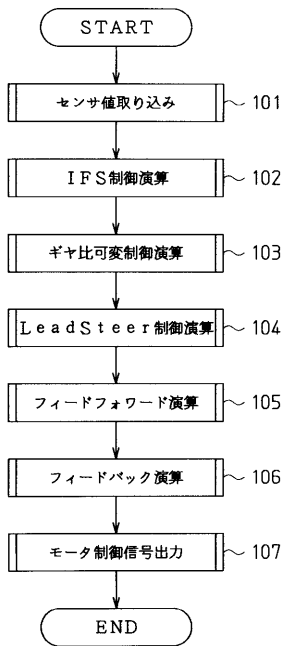 START
センサ値取り込み 101
IFS制御演算 102
ギヤ比可変制御演算 103
LeadSteer制御演算 104
フィードフォワード演算 105
フィードバック演算 106
モータ制御信号出力 107
END